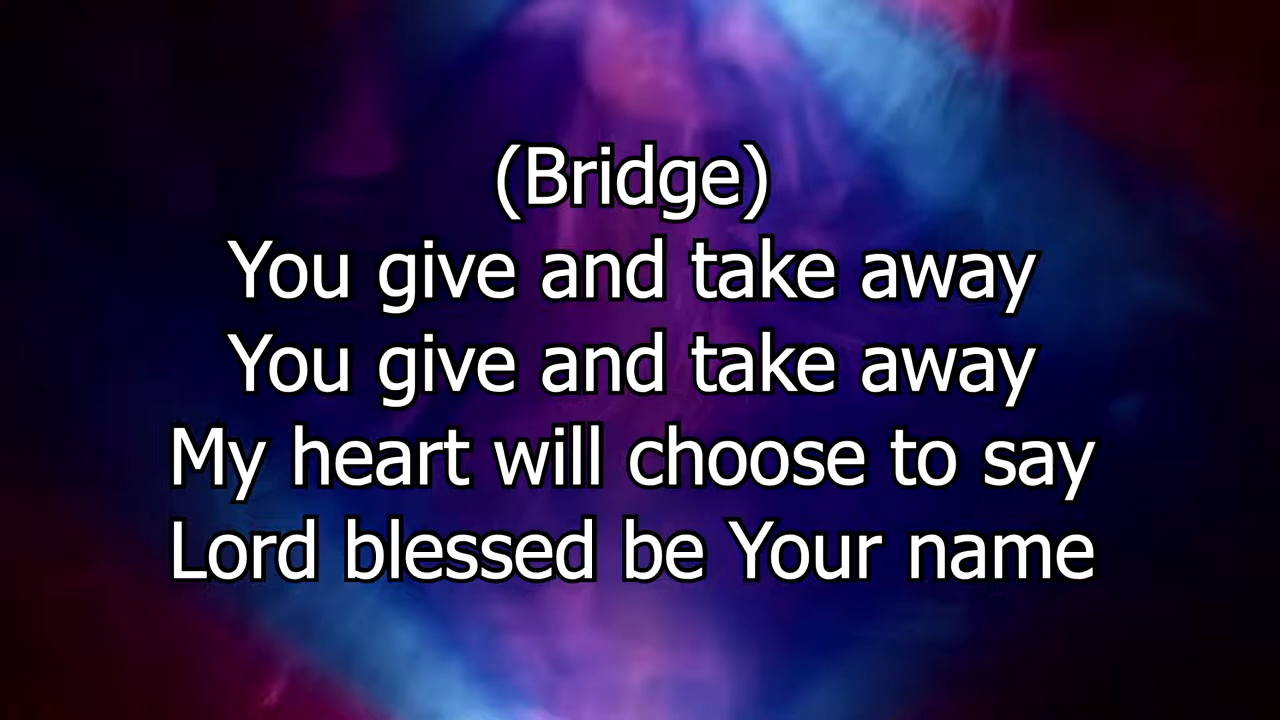 (Bridge)
You give and take away
You give and take away
My heart will choose to say
Lord blessed be Your name